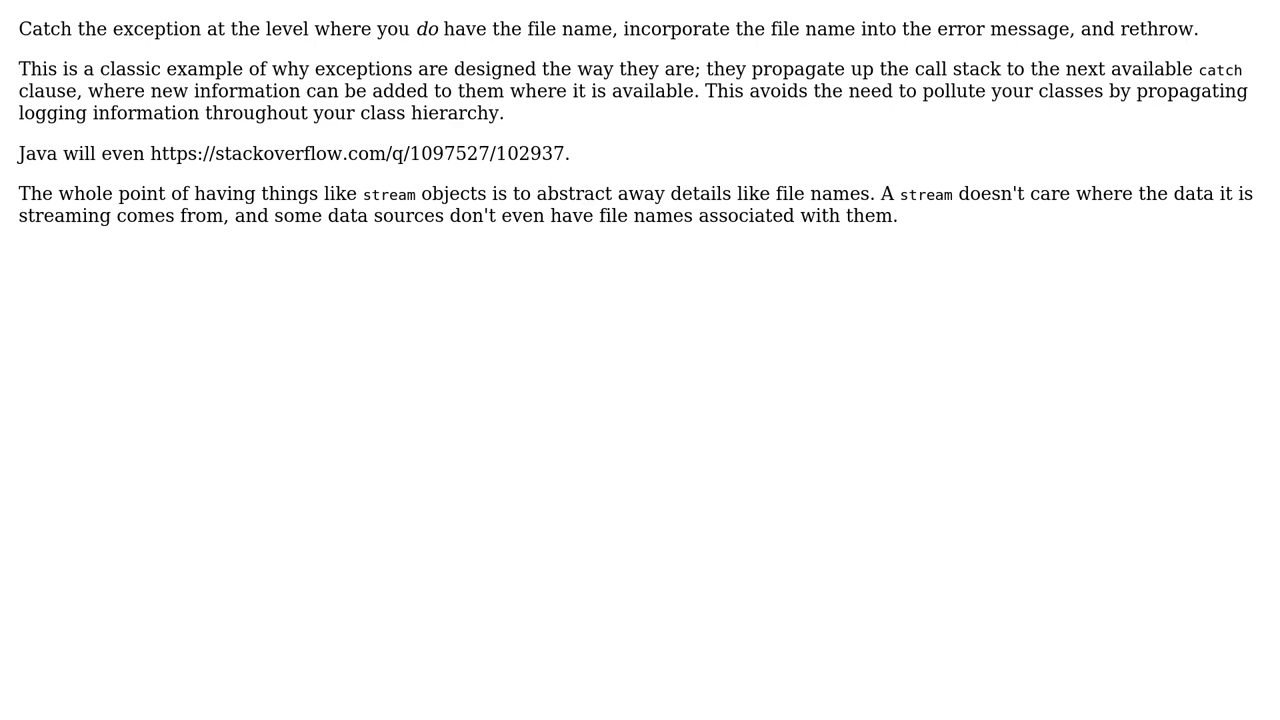 Catch the exception at the level where you do have the file name, incorporate the file name into the error message, and rethrow.
This is a classic example of why exceptions are designed the way they are; they propagate up the call stack to the next available catch
clause, where new information can be added to them where it is available. This avoids the need to pollute your classes by propagating
logging information throughout your class hierarchy.
Java will even https://stackoverflow.com/q/1097527/102937.
The whole point of having things like stream objects is to abstract away details like file names. A stream doesn't care where the data it is
streaming comes from, and some data sources don't even have file names associated with them.